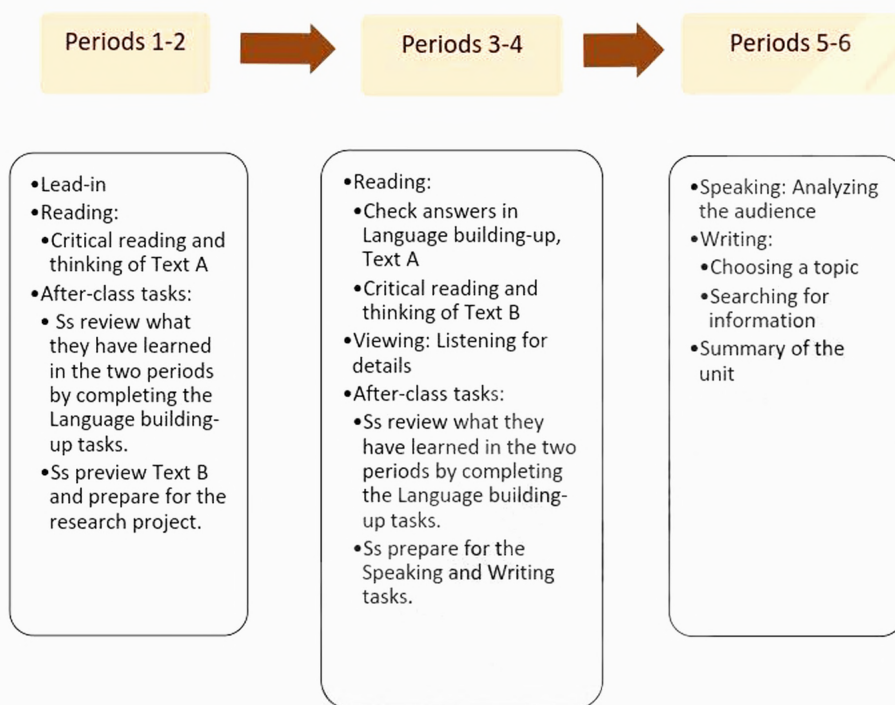 Periods 1-2
Periods 3-4
Periods 5-6
•Lead-in
•Reading:
•Critical reading and
thinking of Text A
•After-class tasks:
• Ss review what
they have learned
in the two periods
by completing the
Language building-
up tasks.
•Ss preview Text B
and prepare for the
research project.
•Reading:
•Check answers in
Language building-up,
Text A
•Critical reading and
thinking of Text B
•Viewing: Listening for
details
•After-class tasks:
•Ss review what they
have learned in the two
periods by completing
the Language building-
up tasks.
•Ss prepare for the
Speaking and Writing
tasks.
•Speaking: Analyzing
the audience
•Writing:
•Choosing a topic
•Searching for
information
•Summary of the
unit